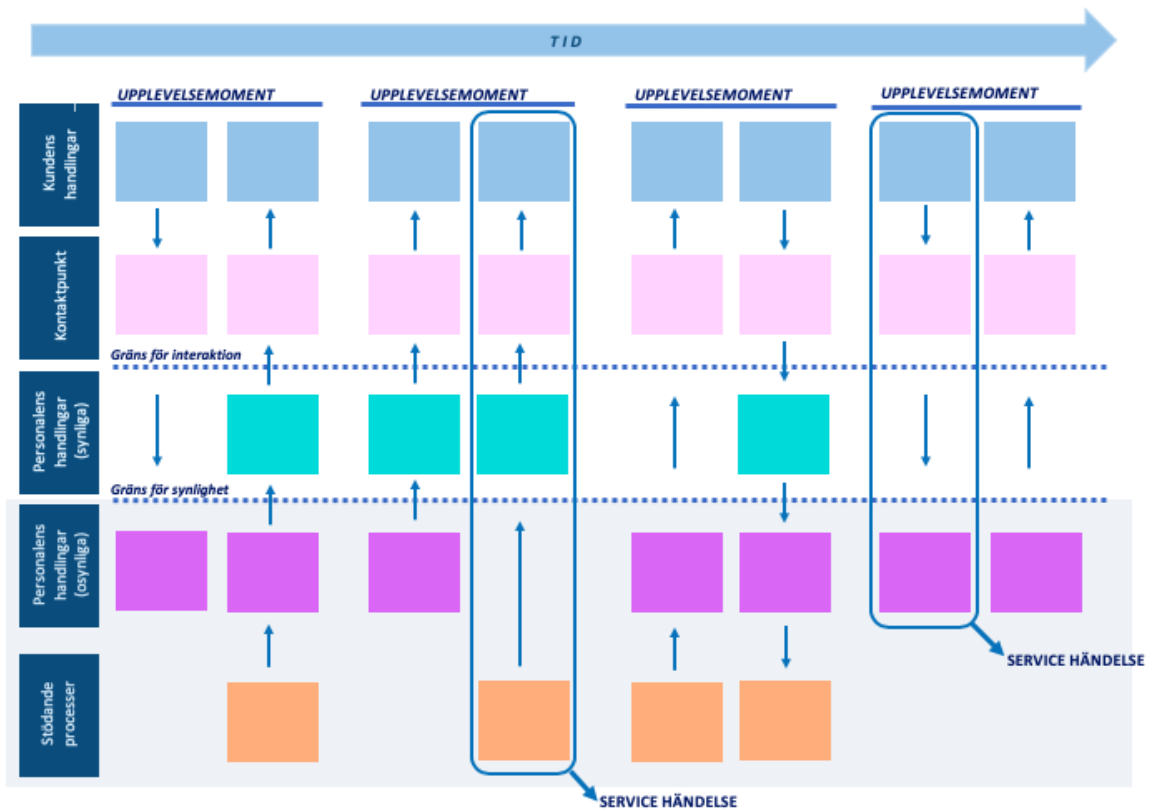 TID
UPPLEVELSEMOMENT
UPPLEVELSEMOMENT
UPPLEVELSEMOMENT
UPPLEVELSEMOMENT
Kundens
handlingar
Kontaktpunkt
Gräns för interaktion
Personalens
handlingar
(synliga)
Gräns för synlighet
Personalens
handlingar
(osynliga)
Stödande
processer
SERVICE HÄNDELSE
SERVICE HÄNDELSE